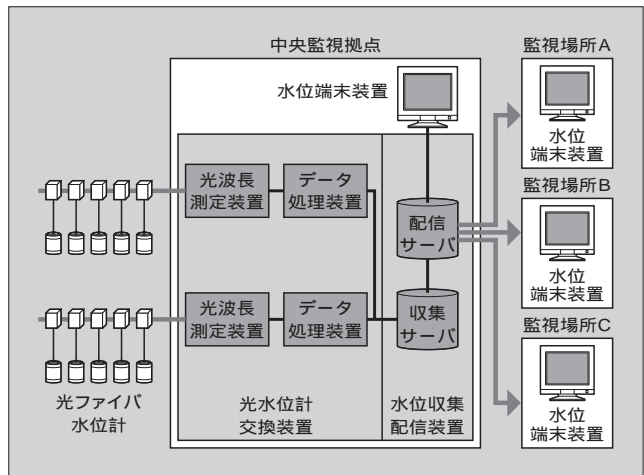 中央監視拠点
水位端末装置
光波長
測定装置
データ
処理装置
配信
サーバ
光波長
測定装置
データ
処理装置
収集
サーバ
光ファイバ
水位計
光水位計
交換装置
水位収集
配信装置
監視場所A
水位
端末装置
監視場所B
水位
端末装置
監視場所C
水位
端末装置